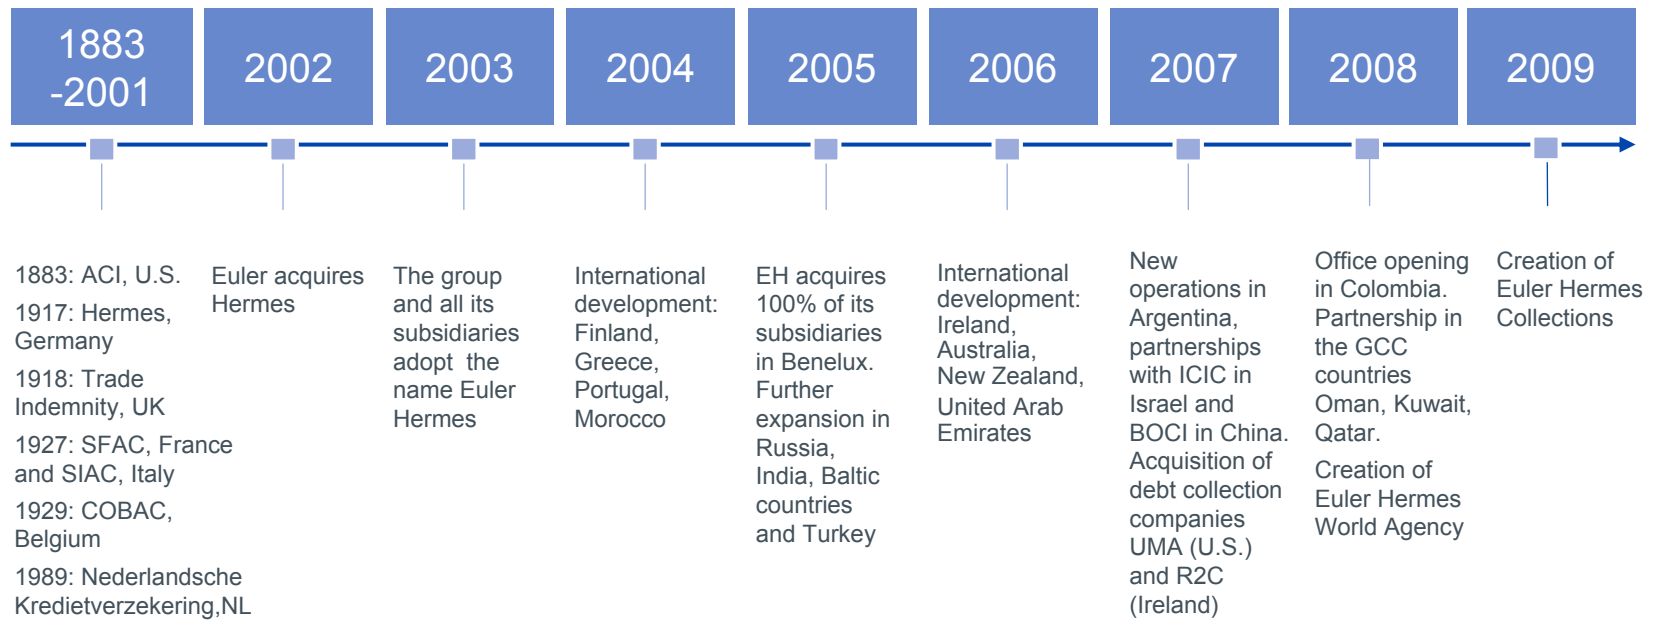 1883
-2001
2002
2003
2004
2005
2006
2007
2008
2009
1883: ACI, U.S.
1917: Hermes,
Germany
1918: Trade
Indemnity, UK
1927: SFAC, France
and SIAC, Italy
1929: COBAC,
Belgium
1989: Nederlandsche
Kredietverzekering,NL
Euler acquires
Hermes
The group
and all its
subsidiaries
adopt the
name Euler
Hermes
International
development:
Finland,
Greece,
Portugal,
Morocco
EH acquires
100% of its
subsidiaries
in Benelux.
Further
expansion in
Russia,
India, Baltic
countries
and Turkey
International
development:
Ireland,
Australia,
New Zealand,
United Arab
Emirates
New
operations in
Argentina,
partnerships
with ICIC in
Israel and
BOCI in China.
Acquisition of
debt collection
companies
UMA (U.S.)
and R2C
(Ireland)
Office opening
in Colombia.
Partnership in
the GCC
countries
Oman, Kuwait,
Qatar.
Creation of
Euler Hermes
World Agency
Creation of
Euler Hermes
Collections